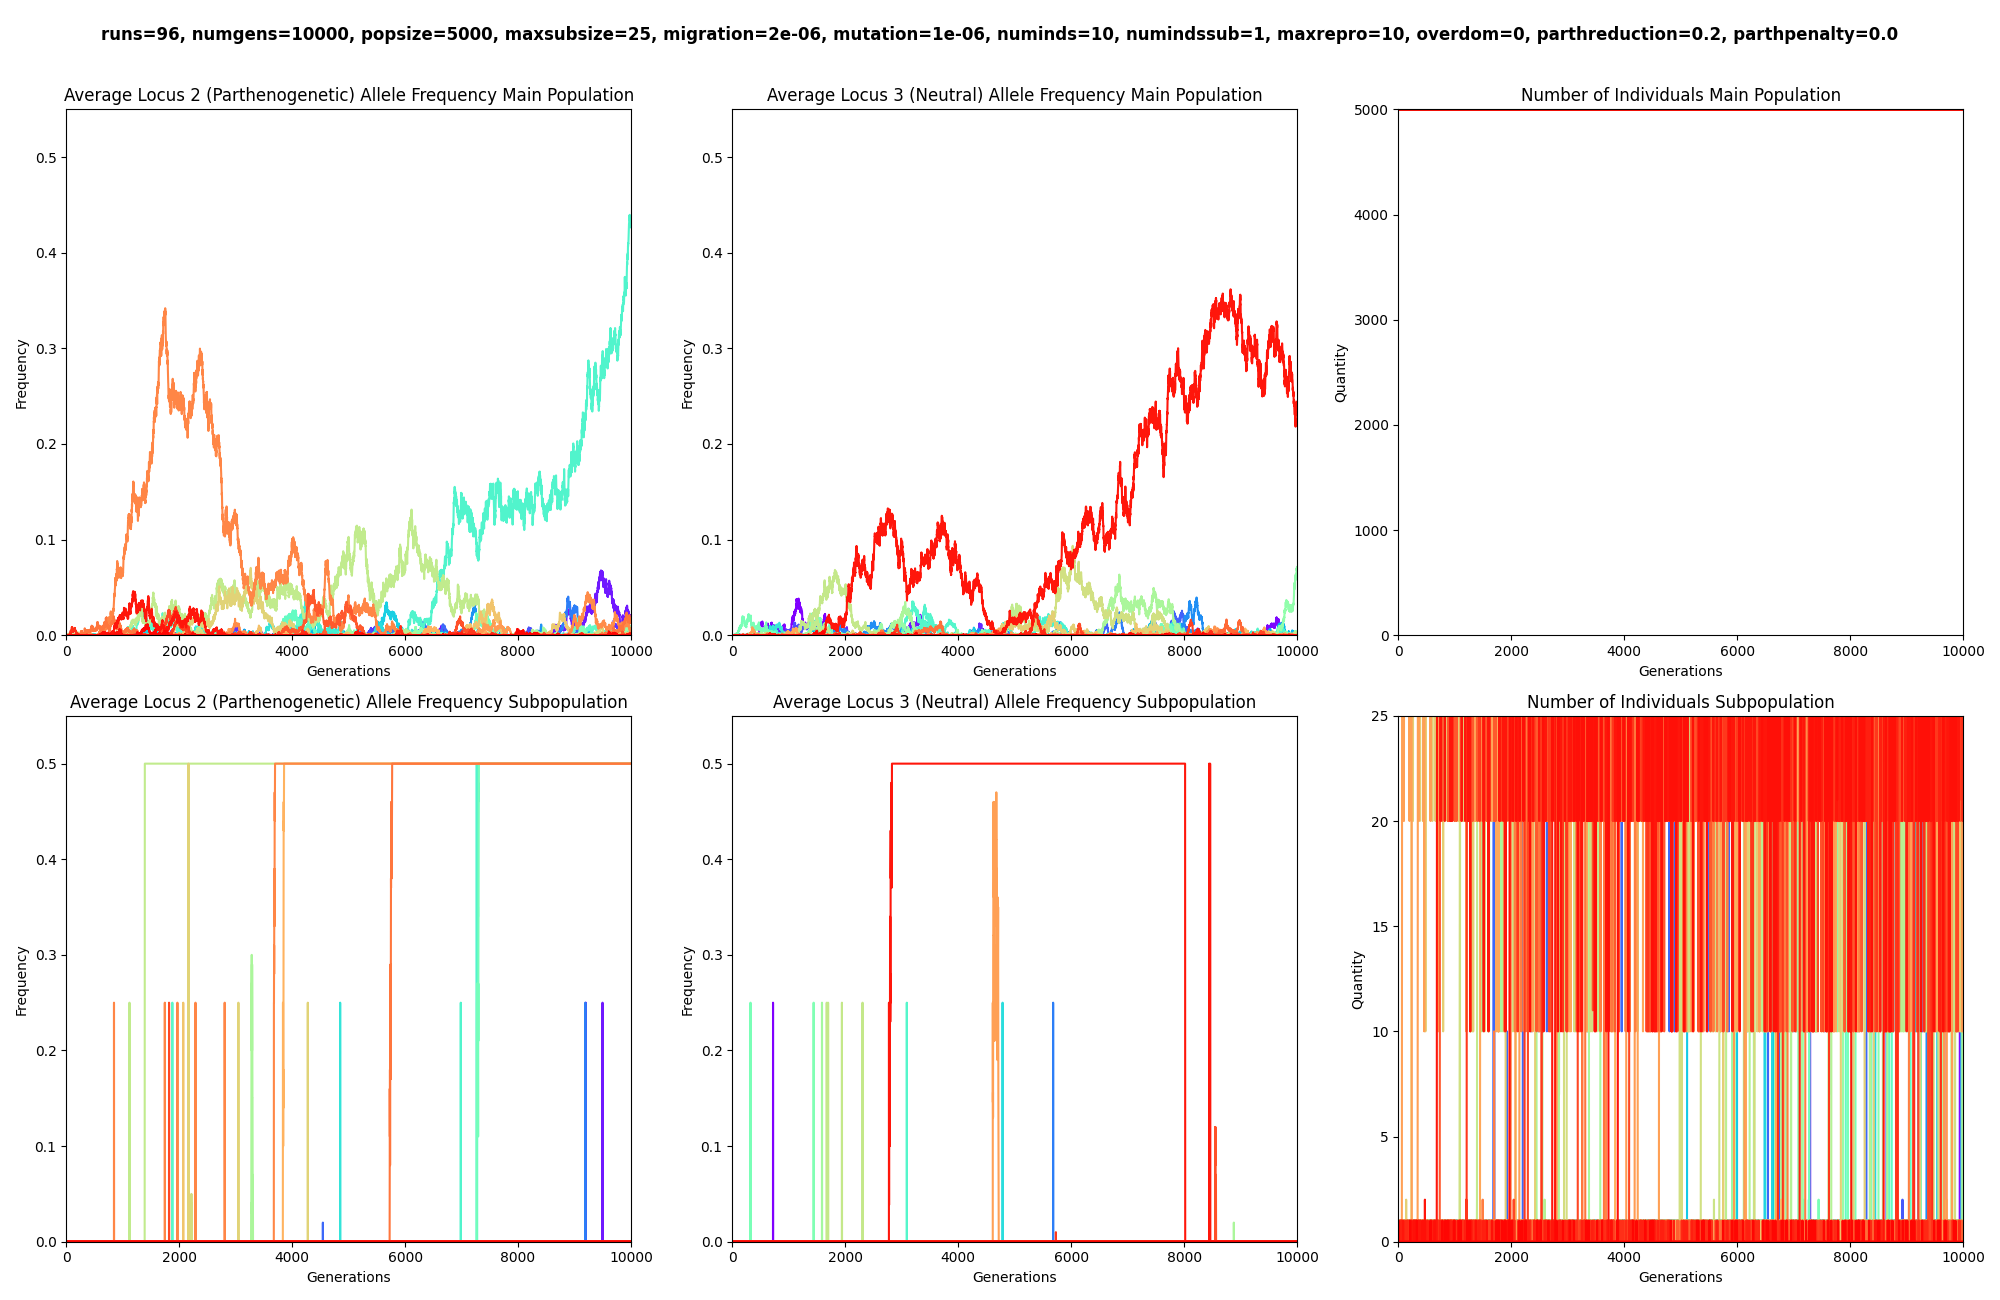 runs=96, numgens=10000, popsize=5000, maxsubsize=25, migration=2e-06, mutation=1e-06, numinds=10, numindssub=1, maxrepro=10, overdom=0, parthreduction=0.2, parthpenalty=0.0
Average Locus 2 (Parthenogenetic) Allele Frequency Main Population
0.5
0.4
0.3
0.2
0.1
0.0
Frequency
0 2000 4000 6000 8000 10000
Generations
Average Locus 3 (Neutral) Allele Frequency Main Population
0.5
0.4
0.3
0.2
0.1
0.0
Frequency
0 2000 4000 6000 8000 10000
Generations
Number of Individuals Main Population
5000
4000
3000
2000
1000
0
Quantity
0 2000 4000 6000 8000 10000
Generations
Average Locus 2 (Parthenogenetic) Allele Frequency Subpopulation
0.5
0.4
0.3
0.2
0.1
0.0
Frequency
0 2000 4000 6000 8000 10000
Generations
Average Locus 3 (Neutral) Allele Frequency Subpopulation
0.5
0.4
0.3
0.2
0.1
0.0
Frequency
0 2000 4000 6000 8000 10000
Generations
Number of Individuals Subpopulation
25
20
15
10
5
0
Quantity
0 2000 4000 6000 8000 10000
Generations